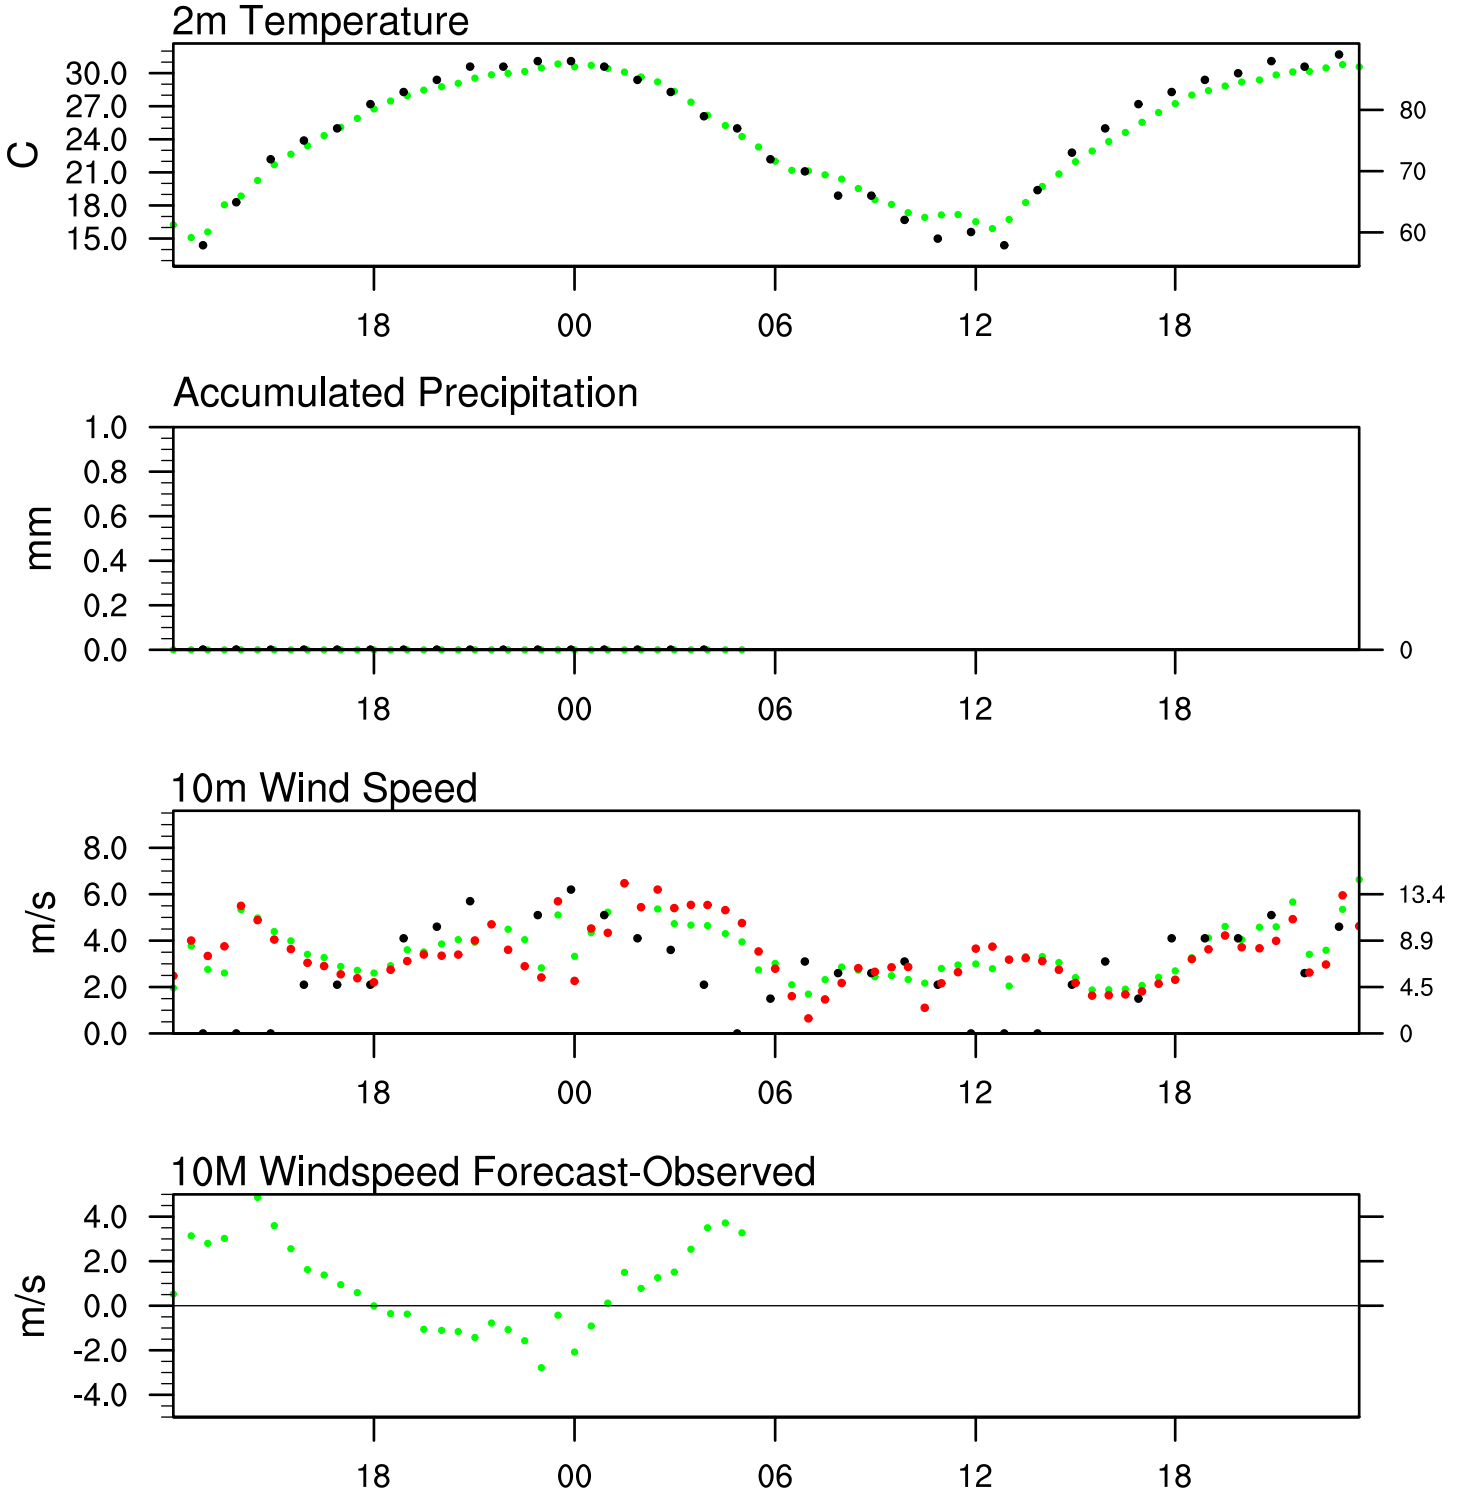 2m Temperature
30.0
27.0
80
24.0
C
21.0
70
18.0
15.0
60
18 00 06 12 18
Accumulated Precipitation
1.0
0.8
0.6
mm
0.4
0.2
0.0
0
18 00 06 12 18
10m Wind Speed
8.0
6.0
13.4
m/s
4.0
8.9
2.0
4.5
0.0
0
18 00 06 12 18
10M Windspeed Forecast-Observed
4.0
2.0
m/s
0.0
-2.0
-4.0
18 00 06 12 18